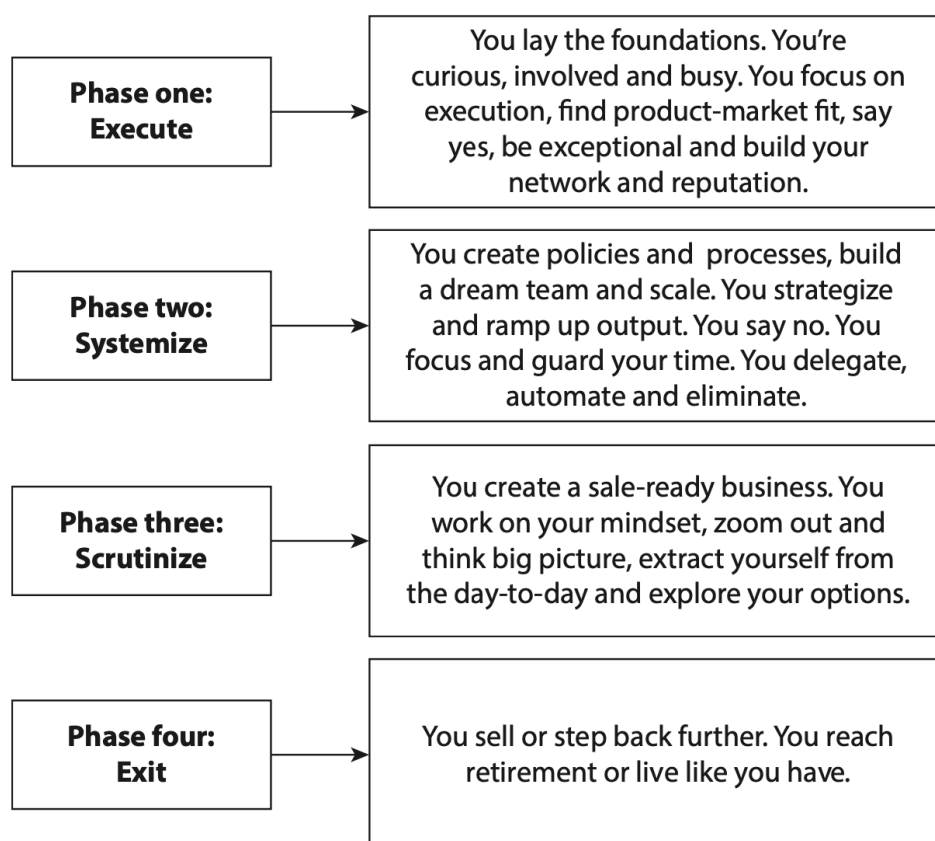 Phase one:
Execute
You lay the foundations. You’re
curious, involved and busy. You focus on
execution, find product-market fit, say
yes, be exceptional and build your
network and reputation.
Phase two:
Systemize
You create policies and  processes, build
a dream team and scale. You strategize
and ramp up output. You say no. You
focus and guard your time. You delegate,
automate and eliminate.
Phase three:
Scrutinize
You create a sale-ready business. You
work on your mindset, zoom out and
think big picture, extract yourself from
the day-to-day and explore your options.
Phase four:
Exit
You sell or step back further. You reach
retirement or live like you have.